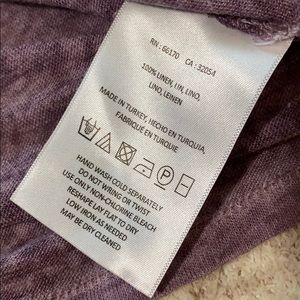 RN : 66170 CA : 32054
100% LINEN, LIN, LINO,
LINO, LEINEN
MADE IN TURKEY, HECHO EN TURQUIA,
FABRIQUE EN TURQUIE
P
HAND WASH COLD SEPARATELY
DO NOT WRING OR TWIST
USE ONLY NON-CHLORINE BLEACH
RESHAPE LAY FLAT TO DRY
LOW IRON AS NEEDED
MAY BE DRY CLEANED